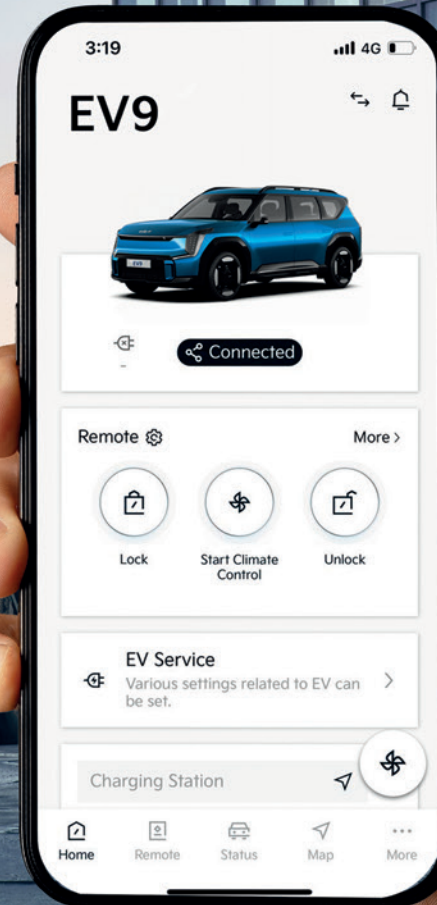 3:19
4G
EV9
Connected
-
Remote
More >
Lock
Start Climate
Control
Unlock
EV Service
Various settings related to EV can
be set.
Charging Station
Home
Remote
Status
Map
More